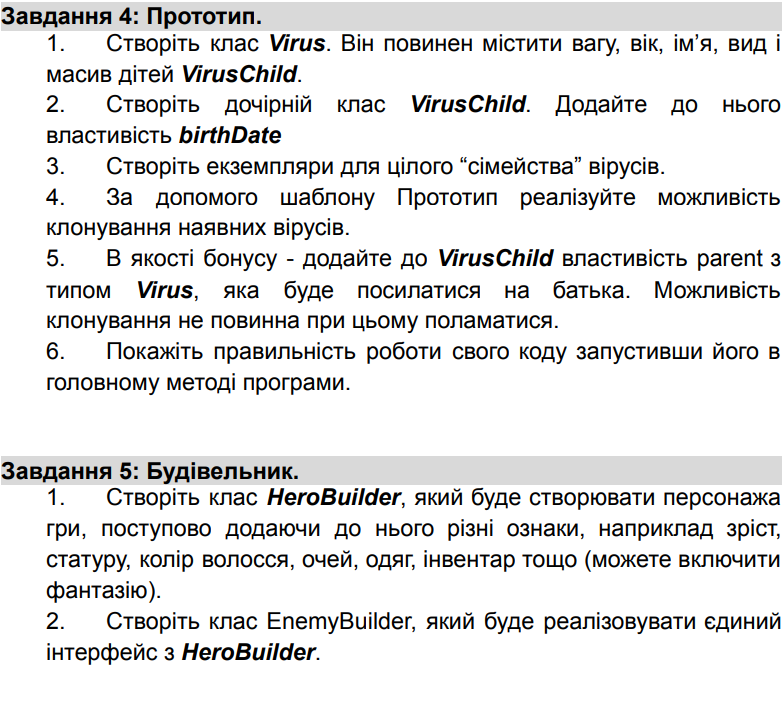 Завдання 4: Прототип.
1. Створіть клас Virus. Він повинен містити вагу, вік, ім’я, вид і
масив дітей VirusChild.
2. Створіть дочірній клас VirusChild. Додайте до нього
властивість birthDate
3. Створіть екземпляри для цілого “сімейства” вірусів.
4. За допомого шаблону Прототип реалізуйте можливість
клонування наявних вірусів.
5. В якості бонусу - додайте до VirusChild властивість parent з
типом Virus, яка буде посилатися на батька. Можливість
клонування не повинна при цьому поламатися.
6. Покажіть правильність роботи свого коду запустивши його в
головному методі програми.
Завдання 5: Будівельник.
1. Створіть клас HeroBuilder, який буде створювати персонажа
гри, поступово додаючи до нього різні ознаки, наприклад зріст,
статуру, колір волосся, очей, одяг, інвентар тощо (можете включити
фантазію).
2. Створіть клас EnemyBuilder, який буде реалізовувати єдиний
інтерфейс з HeroBuilder.